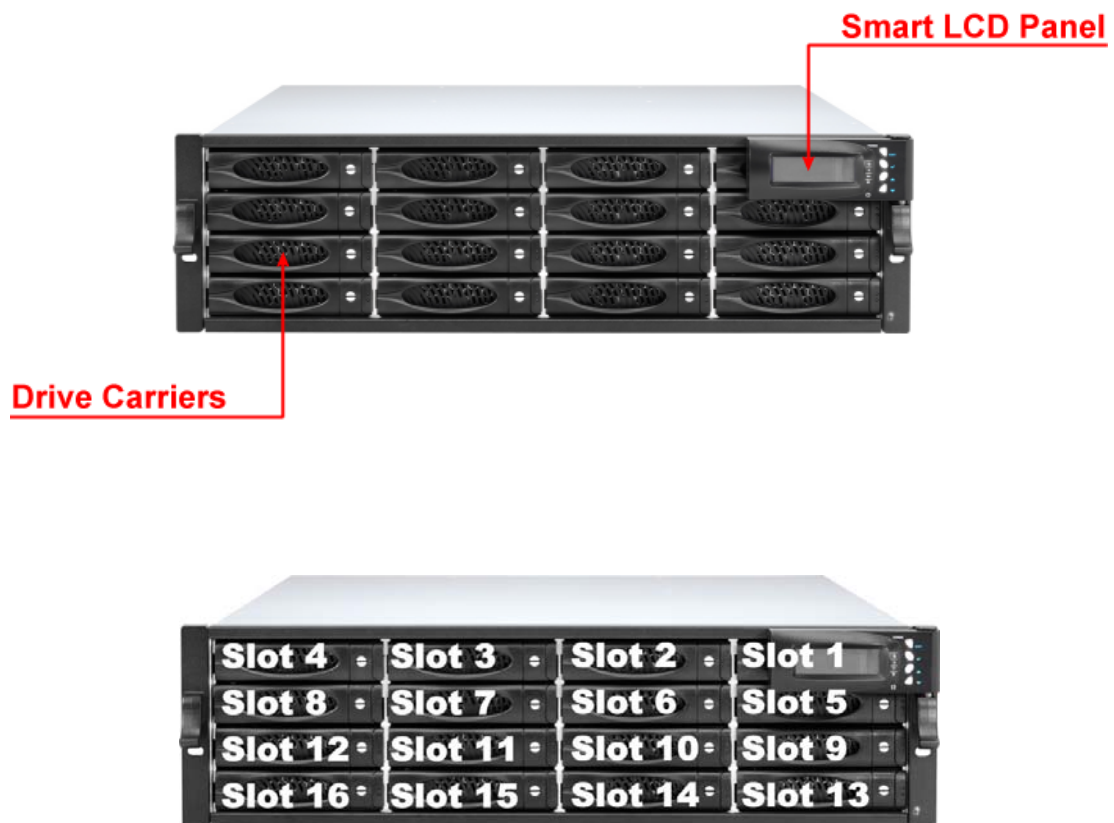 Smart LCD Panel
Drive Carriers
Slot 4 Slot 3 Slot 2 Slot 1
Slot 8 Slot 7 Slot 6 Slot 5
Slot 12 Slot 11 Slot 10 Slot 9
Slot 16 Slot 15 Slot 14 Slot 13